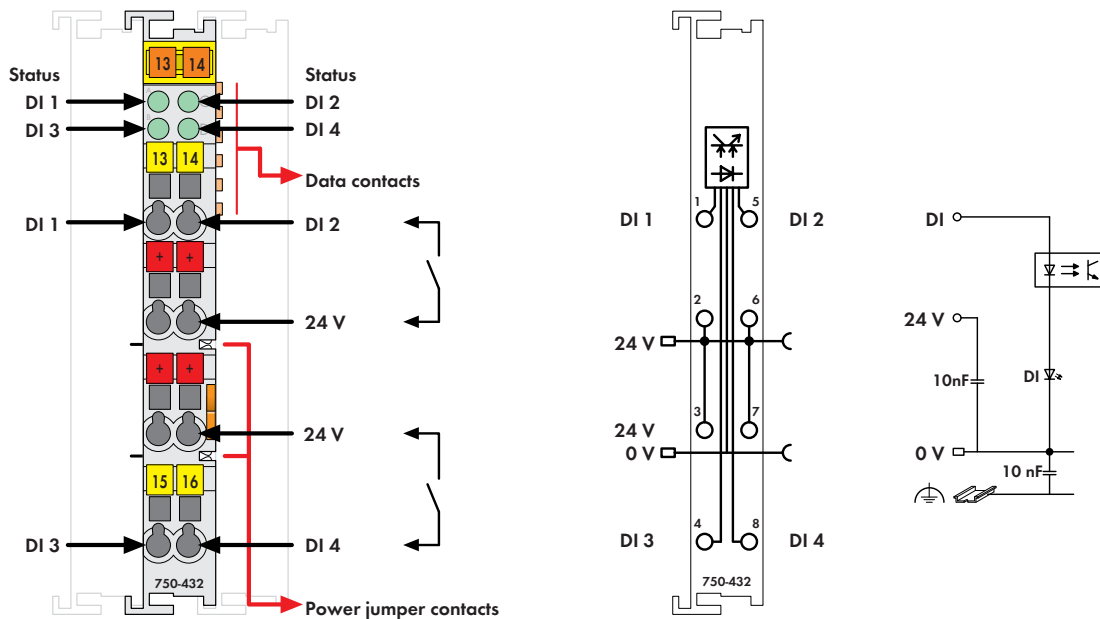 13 14
Status Status
DI 1 DI 2
DI 3 DI 4
13 14
Data contacts
DI 1 DI 2
+ +
24 V
+ +
24 V
15 16
DI 3 DI 4
750-432
Power jumper contacts
1 5
DI 1 DI 2
2 6
24 V
3 7
24 V
0 V
4 8
DI 3 DI 4
750-432
DI
24 V
10nF DI
0 V
10 nF